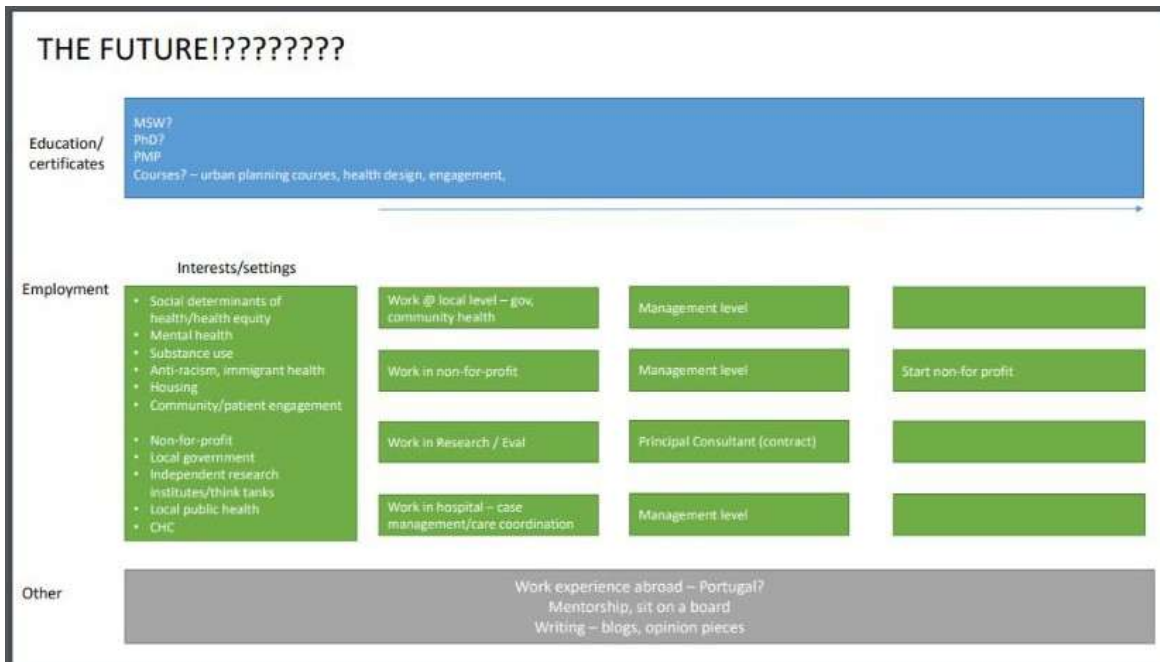 THE FUTURE!????????
Education/
certificates
MSW?
PhD?
PMP
Courses? – urban planning courses, health design, engagement,
Interests/settings
Employment
• Social determinants of
health/health equity
• Mental health
• Substance use
• Anti-racism, immigrant health
• Housing
• Community/patient engagement
• Non-for-profit
• Local government
• Independent research
institutes/think tanks
• Local public health
• CHC
Work @ local level – gov,
community health
Management level
Work in non-for-profit
Management level
Start non-for profit
Work in Research / Eval
Principal Consultant (contract)
Work in hospital – case
management/care coordination
Management level
Other
Work experience abroad – Portugal?
Mentorship, sit on a board
Writing – blogs, opinion pieces